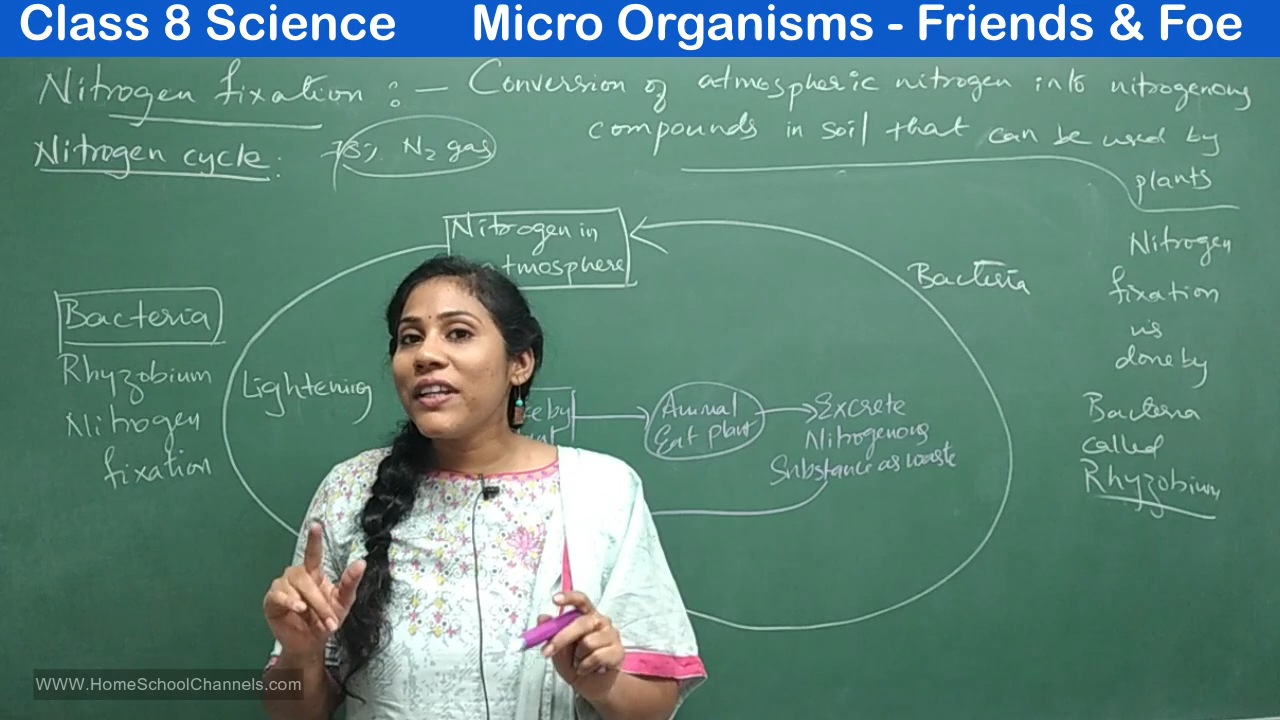 Class 8 Science Micro Organisms - Friends & Foe
Nitrogen fixation :- Conversion of atmospheric nitrogen into nitrogenous
compounds in soil that can be used by
plants
Nitrogen cycle: 78% N2 gas
Nitrogen in
tmosphere
Bacteria
Rhyzobium
Nitrogen
fixation
Lightening
Animal
Eat plant
Excrete
Nitrogenous
Substance as waste
Bacteria
Nitrogen
fixation
is
done by
Bacteria
called
Rhyzobium
WWW.HomeSchoolChannels.com